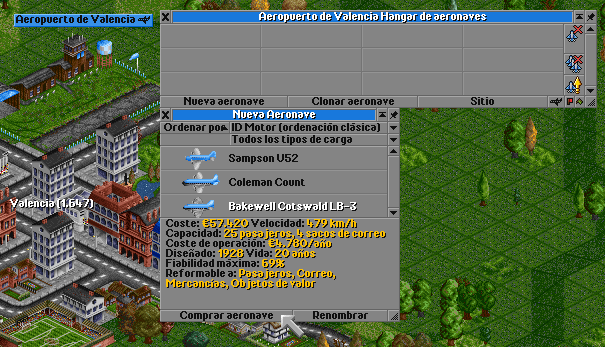 Aeropuerto de Valencia
Aeropuerto de Valencia Hangar de aeronaves
Nueva aeronave
Clonar aeronave
Sitio
Nueva Aeronave
Ordenar por
ID Motor (ordenación clásica)
Todos los tipos de carga
Sampson U52
Coleman Count
Bakewell Cotswald LB-3
Valencia (1.647)
Coste: £57.420 Velocidad: 479 km/h
Capacidad: 25 pasajeros, 4 sacos de correo
Coste de operación: £4.780/año
Diseñado: 1928 Vida: 20 años
Fiabilidad máxima: 69%
Reformable a: Pasajeros, Correo,
Mercancías, Objetos de valor
Comprar aeronave
Renombrar